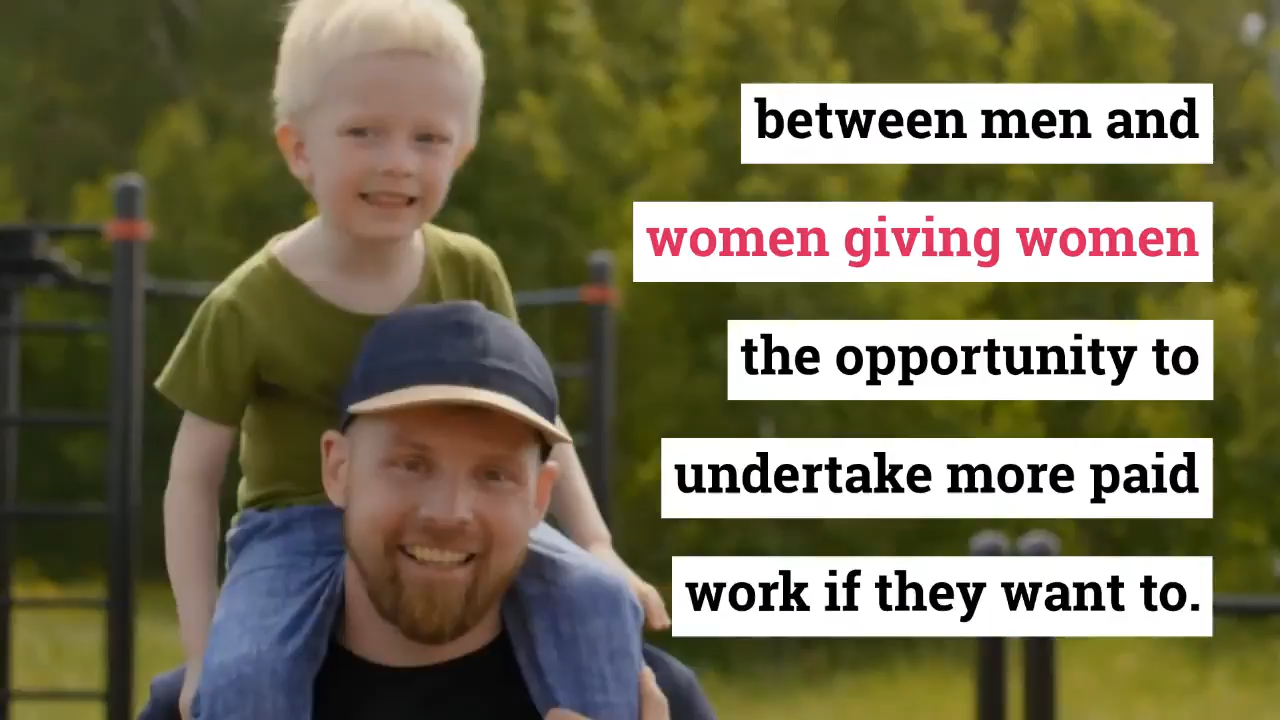 between men and
women giving women
the opportunity to
undertake more paid
work if they want to.